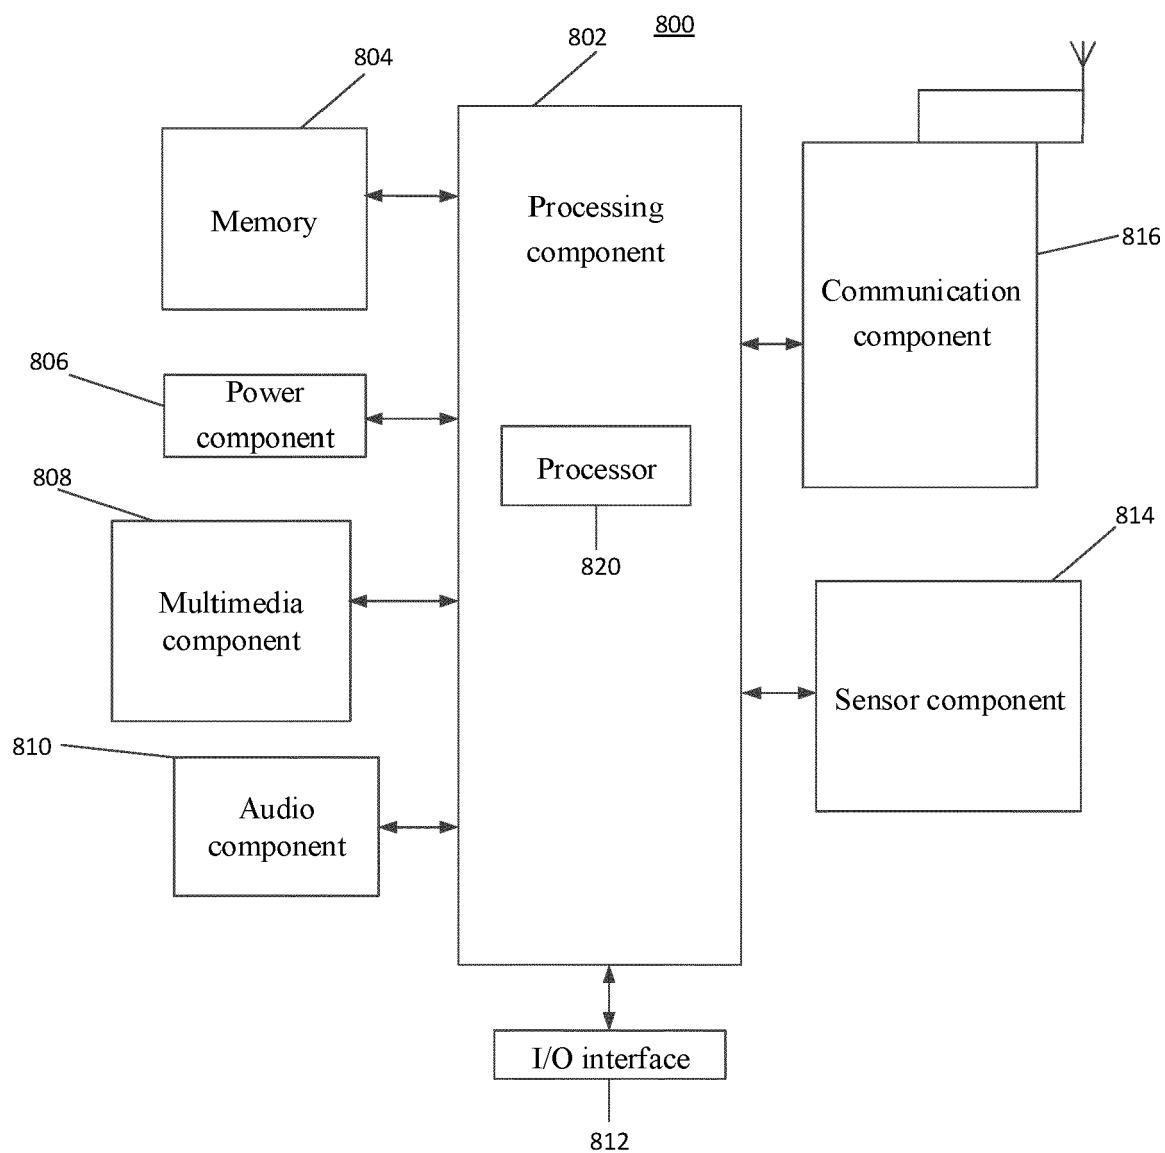 800
802
804
Memory
Processing
component
816
Communication
component
806
Power
component
Processor
808
820
814
Multimedia
component
Sensor component
810
Audio
component
I/O interface
812